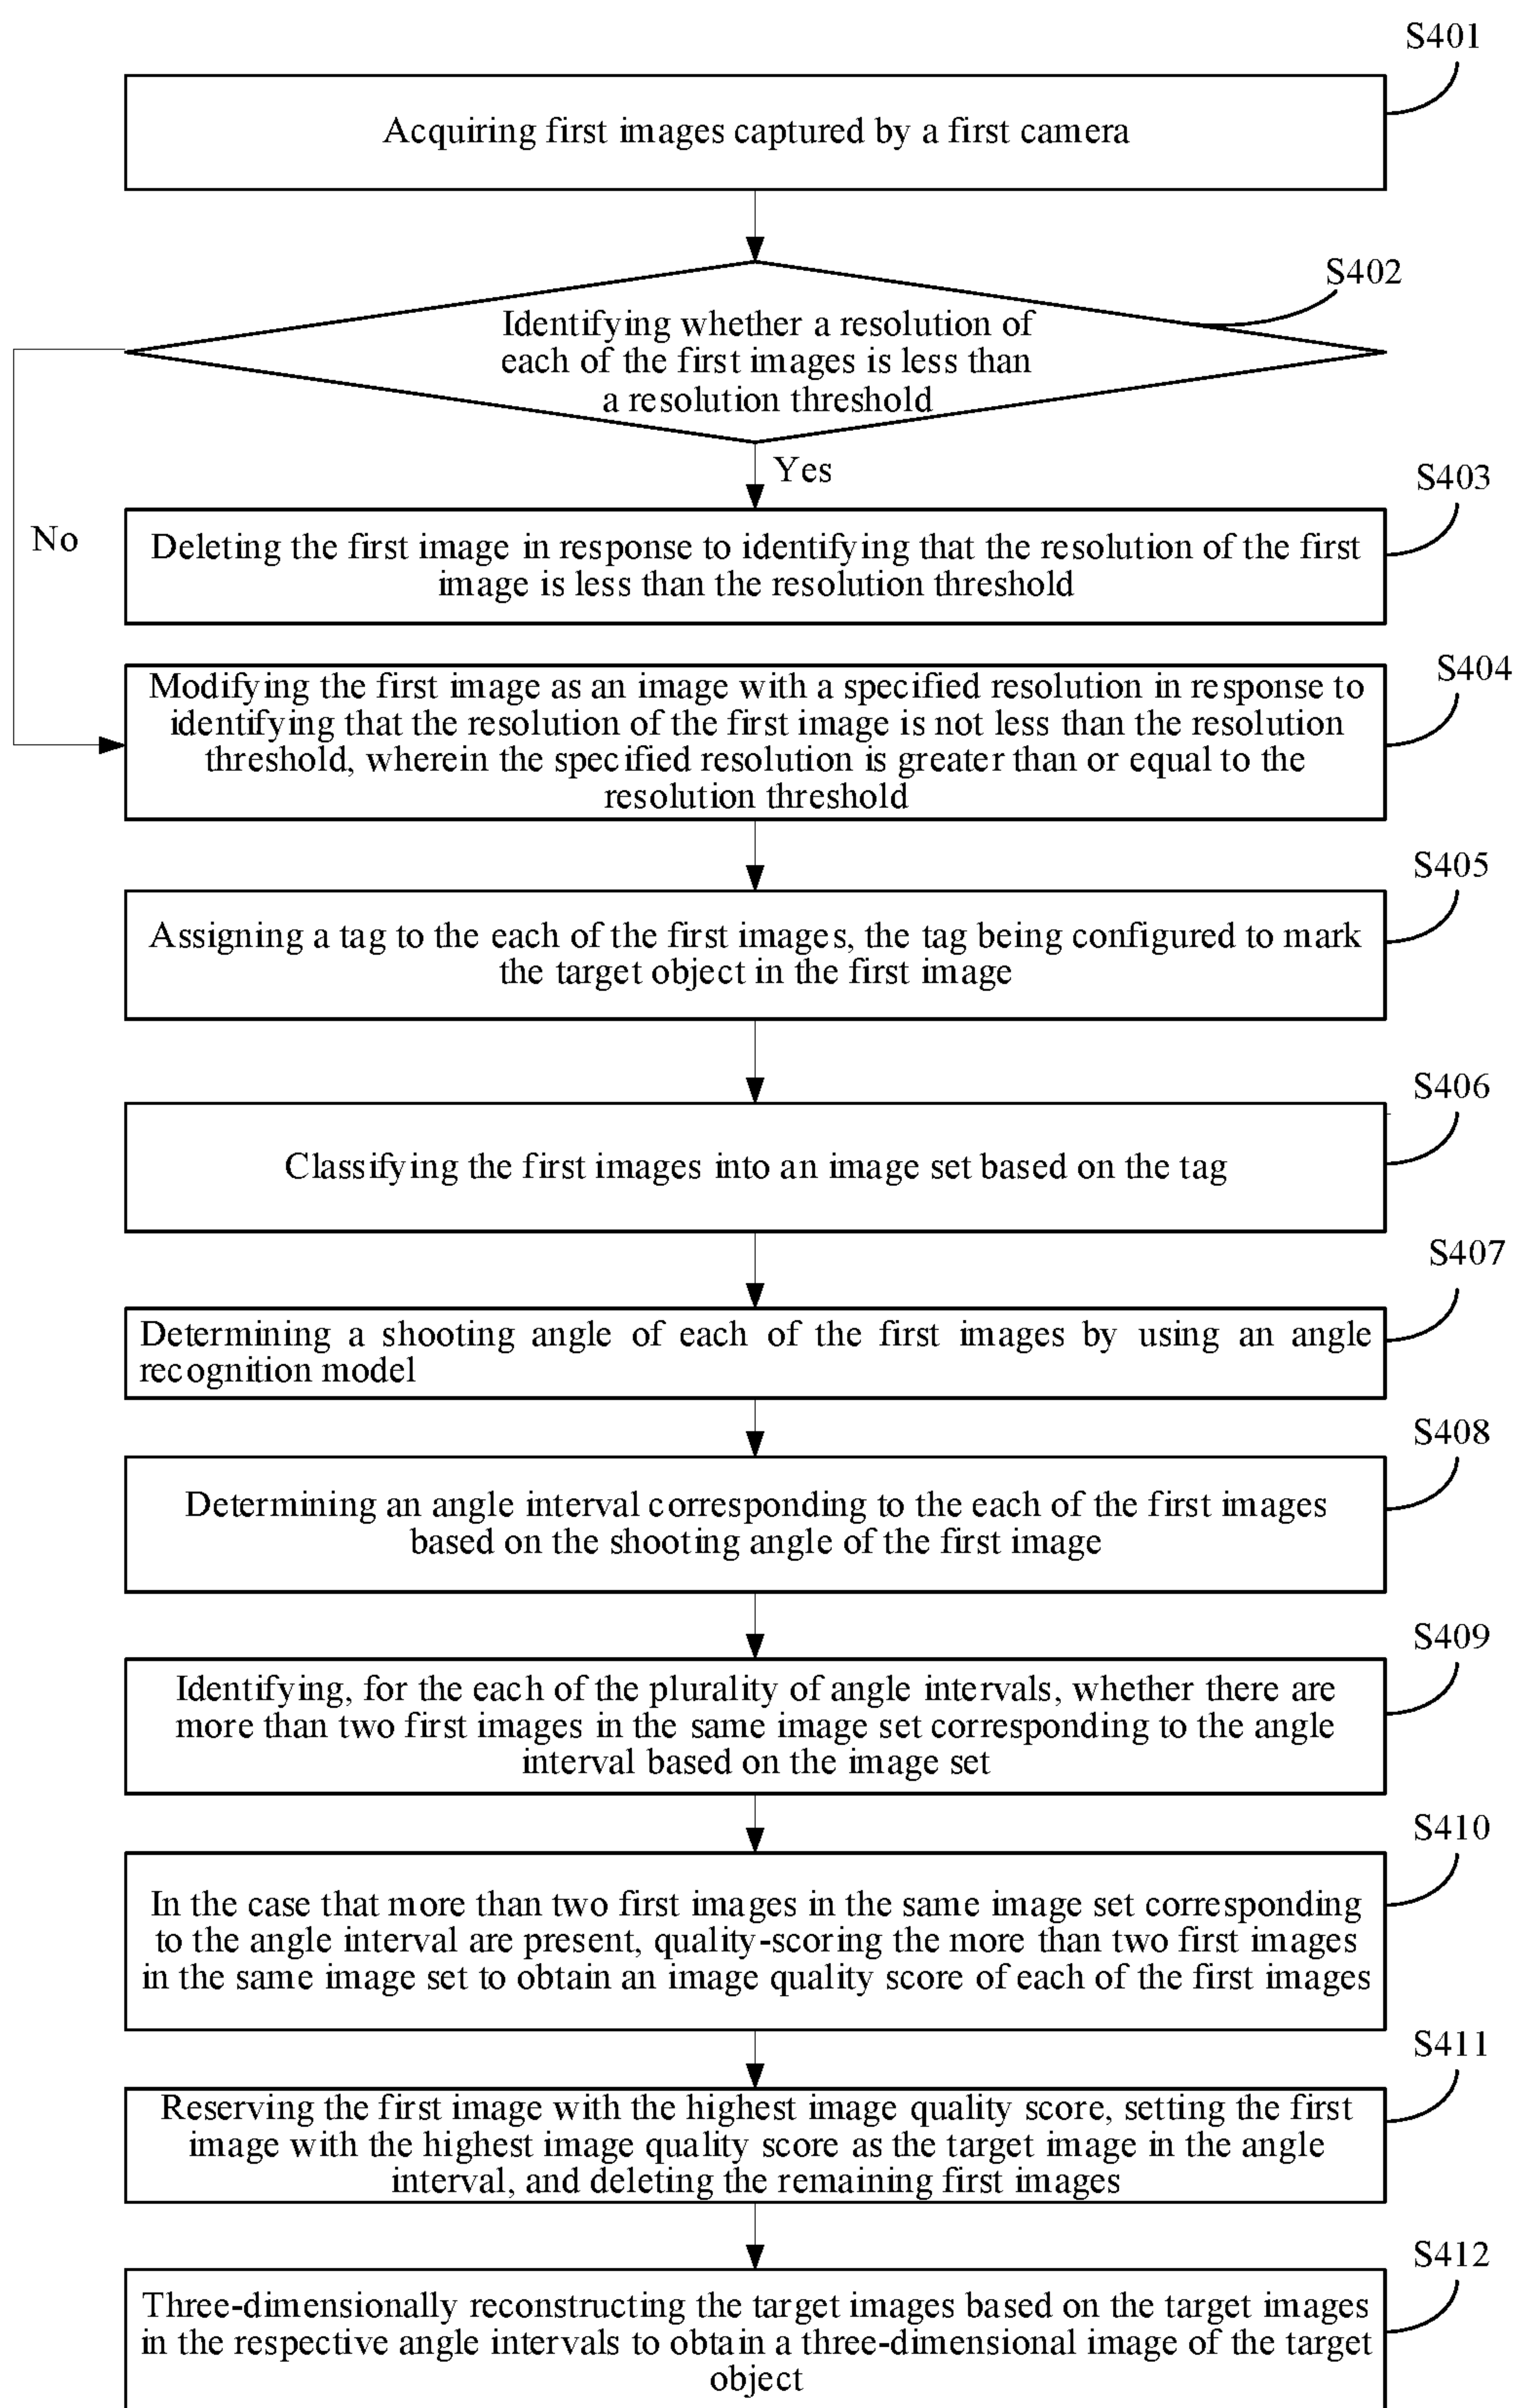 S401
Acquiring first images captured by a first camera
S402
Identifying whether a resolution of
each of the first images is less than
a resolution threshold
Yes
No
S403
Deleting the first image in response to identifying that the resolution of the first
image is less than the resolution threshold
S404
Modifying the first image as an image with a specified resolution in response to
identifying that the resolution of the first image is not less than the resolution
threshold, wherein the specified resolution is greater than or equal to the
resolution threshold
S405
Assigning a tag to the each of the first images, the tag being configured to mark
the target object in the first image
S406
Classifying the first images into an image set based on the tag
S407
Determining a shooting angle of each of the first images by using an angle
recognition model
S408
Determining an angle interval corresponding to the each of the first images
based on the shooting angle of the first image
S409
Identifying, for the each of the plurality of angle intervals, whether there are
more than two first images in the same image set corresponding to the angle
interval based on the image set
S410
In the case that more than two first images in the same image set corresponding
to the angle interval are present, quality-scoring the more than two first images
in the same image set to obtain an image quality score of each of the first images
S411
Reserving the first image with the highest image quality score, setting the first
image with the highest image quality score as the target image in the angle
interval, and deleting the remaining first images
S412
Three-dimensionally reconstructing the target images based on the target images
in the respective angle intervals to obtain a three-dimensional image of the target
object